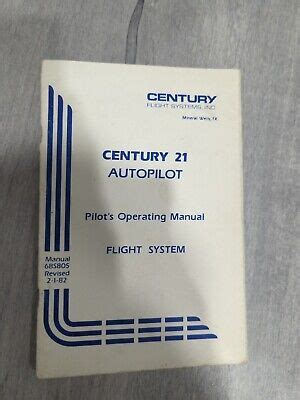 CENTURY
FLIGHT SYSTEMS, INC
Mineral Wells, TX
CENTURY 21
AUTOPILOT
Pilot's Operating Manual
FLIGHT SYSTEM
Manual
68S805
Revised
2-1-82